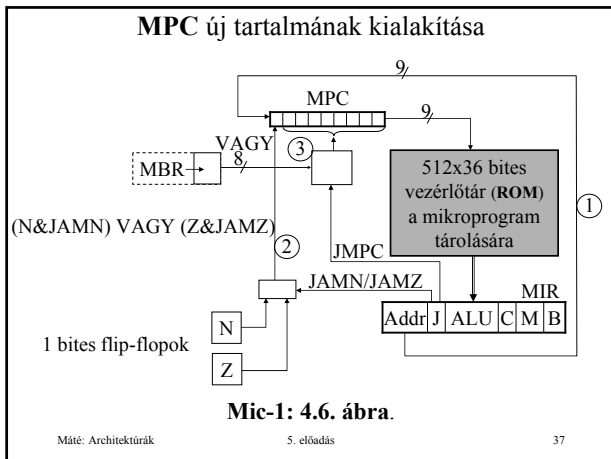 MPC új tartalmának kialakítása
9
MPC
9
VAGY
3
8
MBR
512x36 bites
vezérlőtár (ROM)
a mikroprogram
tárolására
1
(N&JAMN) VAGY (Z&JAMZ)
2
JMPC
JAMN/JAMZ
MIR
Addr J ALU C M B
N
1 bites flip-flopok
Z
Mic-1: 4.6. ábra.
Máté: Architektúrák 5. előadás 37